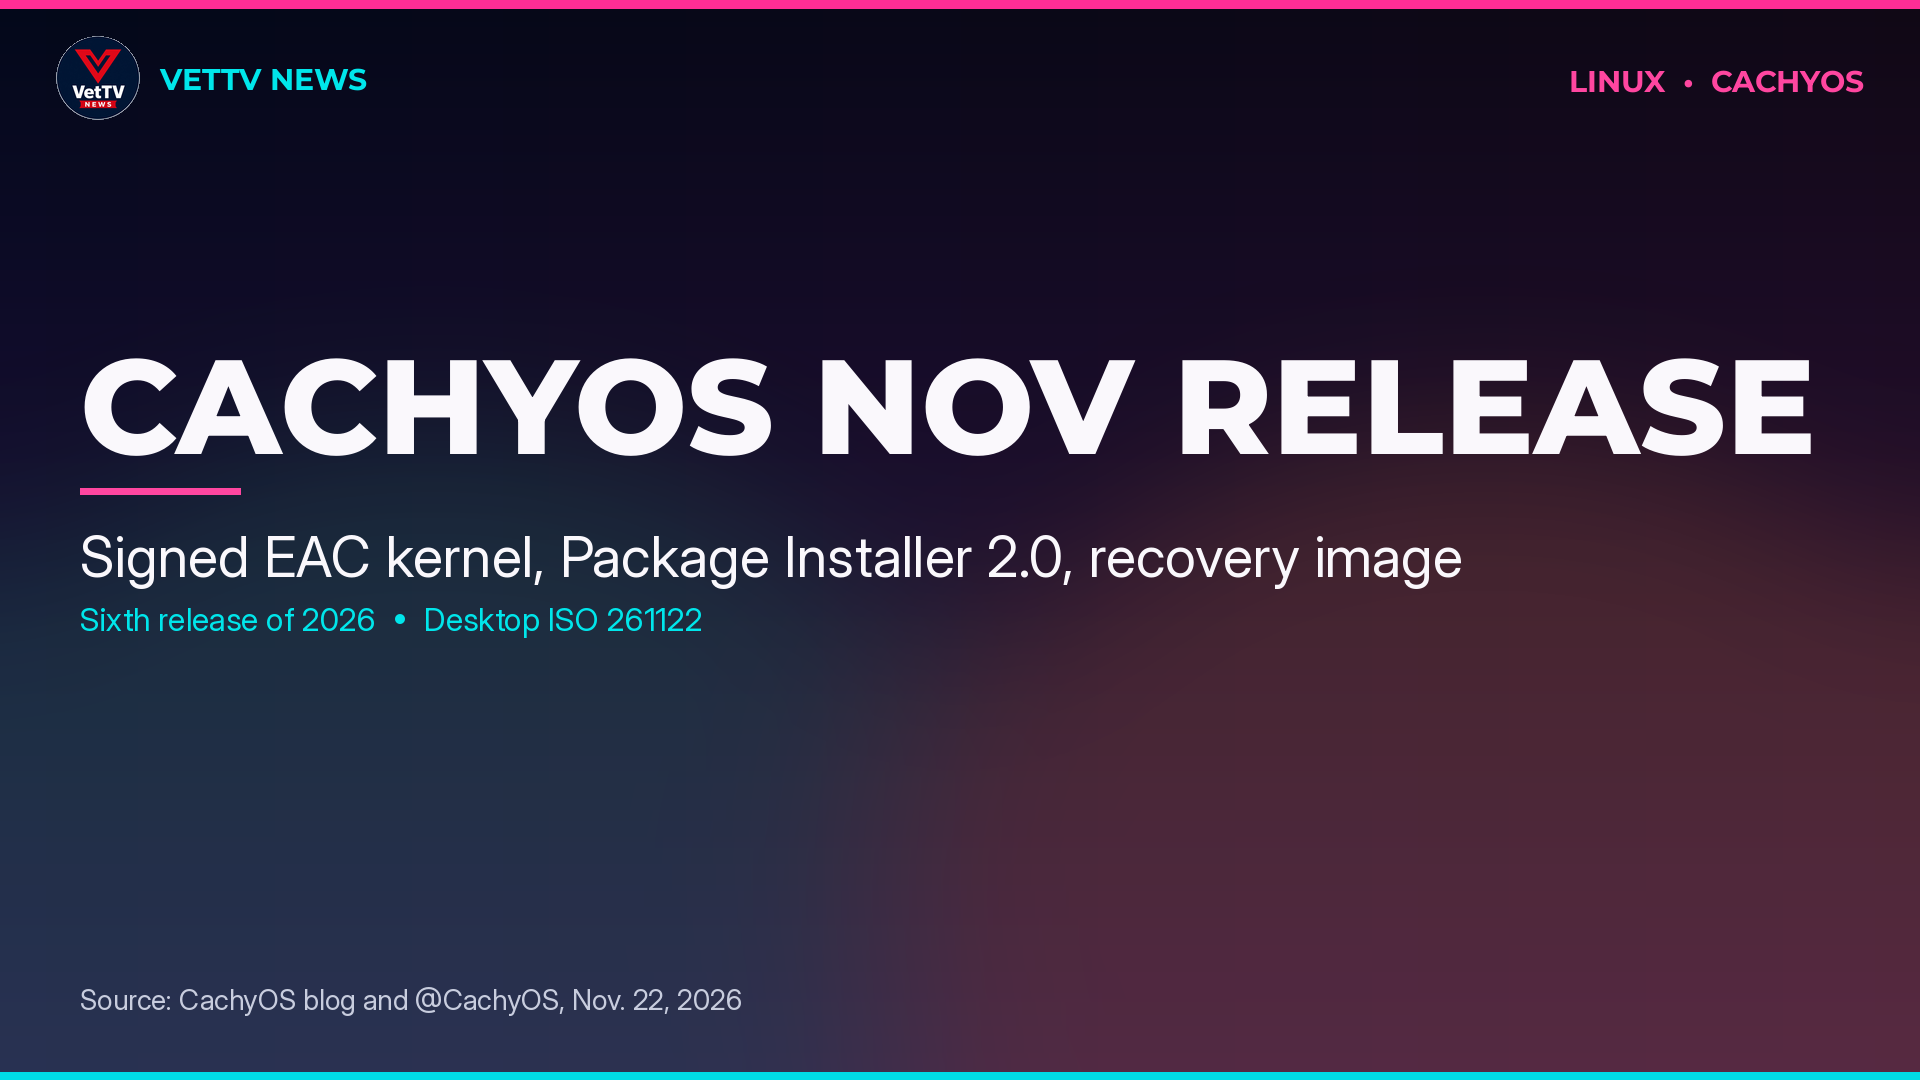 VetTV
NEWS
VETTV NEWS
LINUX • CACHYOS
CACHYOS NOV RELEASE
Signed EAC kernel, Package Installer 2.0, recovery image
Sixth release of 2026 • Desktop ISO 261122
Source: CachyOS blog and @CachyOS, Nov. 22, 2026